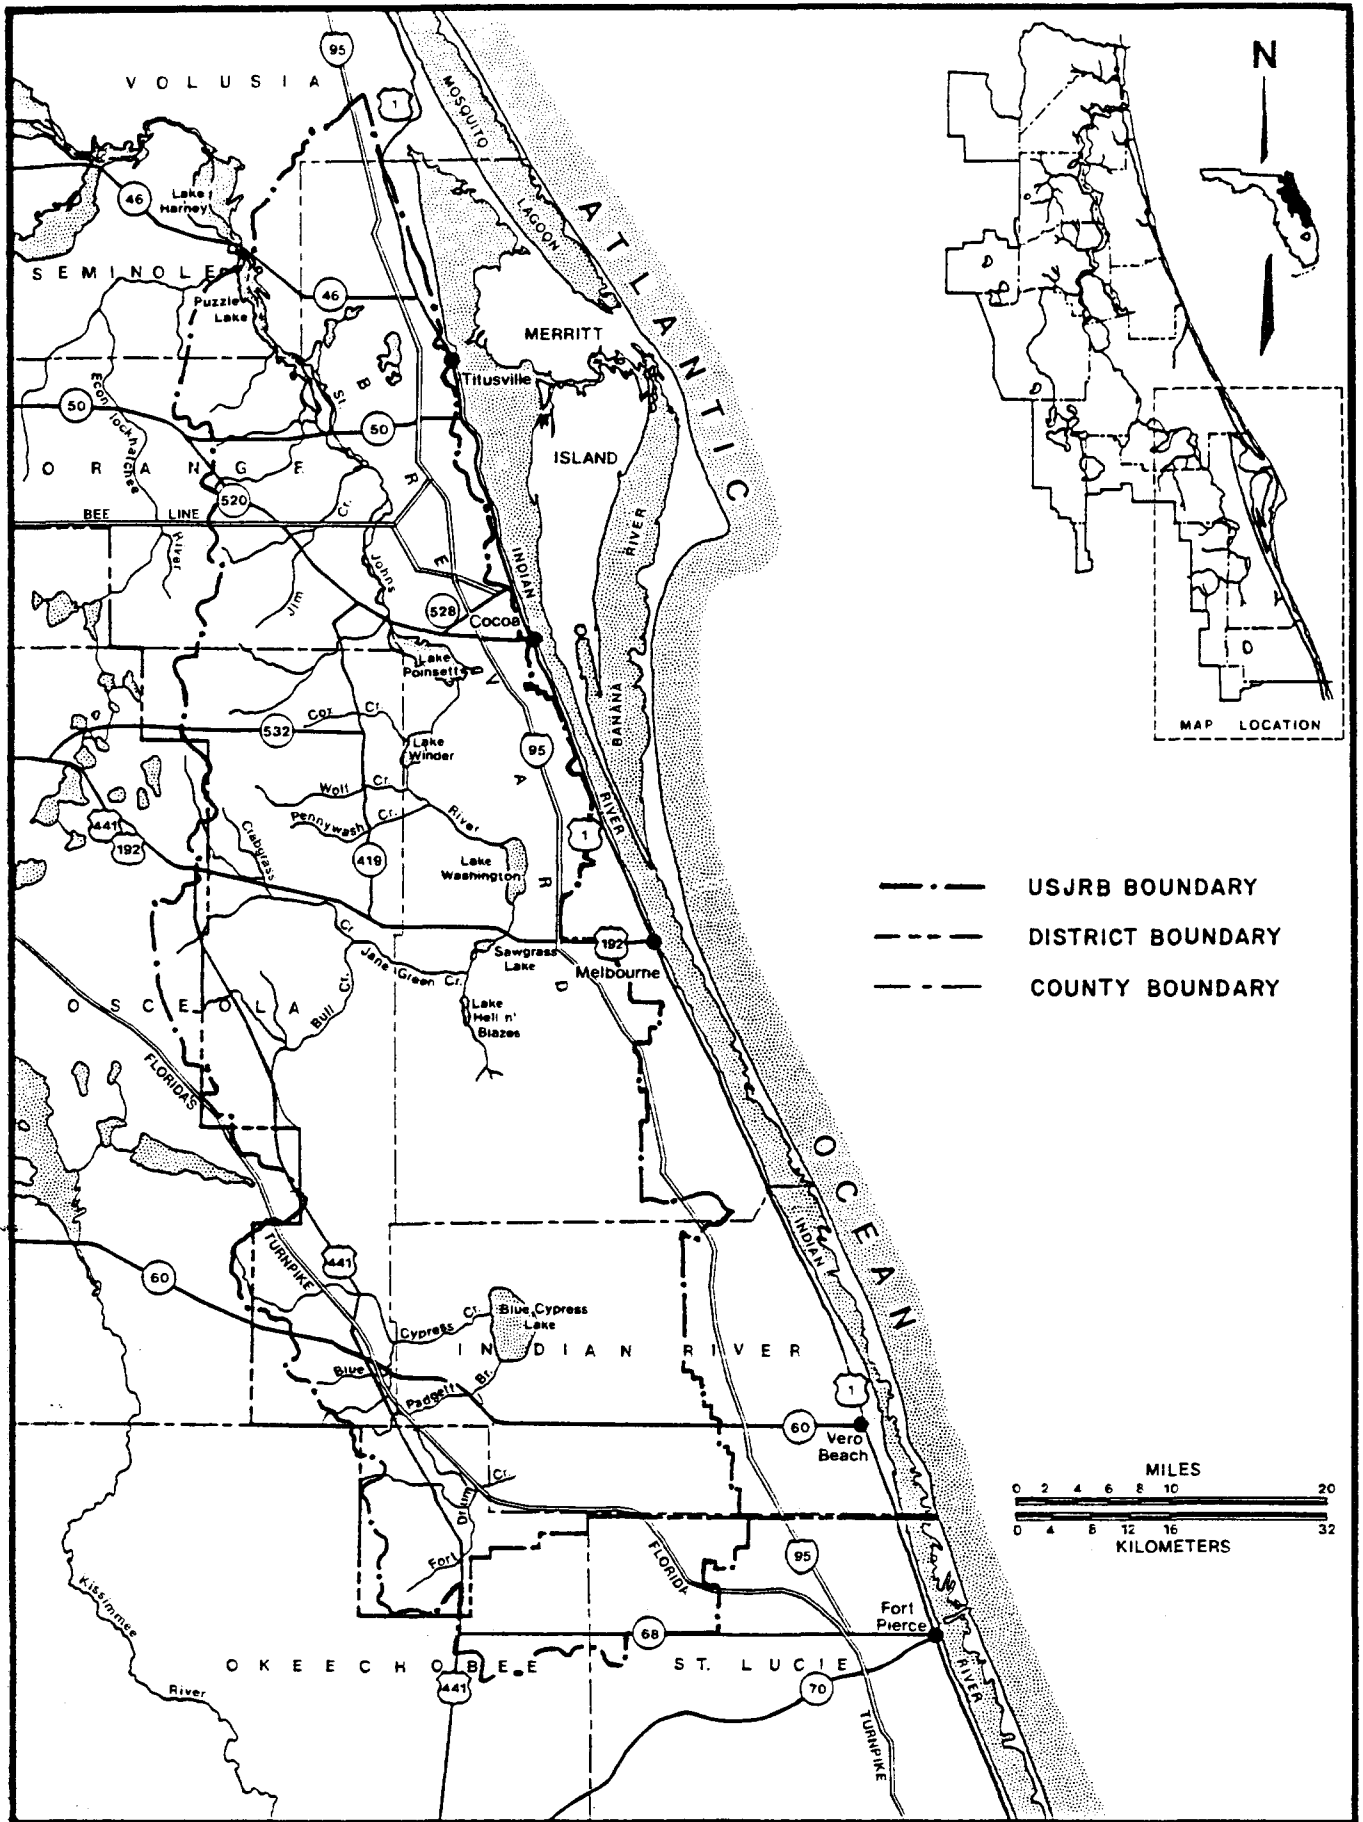 95
VOLUSIA
1
N
MOSQUITO
LAGOON
46
Lake
Harney
SEMINOLE
46
Puzzle
Lake
ATLANTIC
MERRITT
ISLAND
Titusville
Econlockhatchee
River
St.
50
50
BREVARD
ORANGE
520
Cr.
BEE LINE
RIVER
INDIAN
Johns
Jim
528
Cocoa
Lake
Poinsett
BANANA
MAP LOCATION
Cox Cr.
532
Lake
Winder
95
Wolf Cr.
Pennywash Cr.
River
RIVER
441
192
Crabgrass
1
419
Lake
Washington
USJRB BOUNDARY
DISTRICT BOUNDARY
COUNTY BOUNDARY
Cr.
192
Sawgrass
Lake
Melbourne
Jane Green Cr.
OSCEOLA
Bull Cr.
Lake
Hell n'
Blazes
FLORIDA'S
OCEAN
INDIAN
TURNPIKE
441
60
Cr.
Blue Cypress
Lake
Cypress
INDIAN RIVER
Blue
Padgett Br.
1
60
Vero
Beach
MILES
0 2 4 6 8 10 20
0 4 8 12 16 32
KILOMETERS
Cr.
Drum
Fort
FLORIDA
95
Kissimmee
Fort
Pierce
68
OKEECHOBEE
ST. LUCIE
River
441
70
RIVER
TURNPIKE